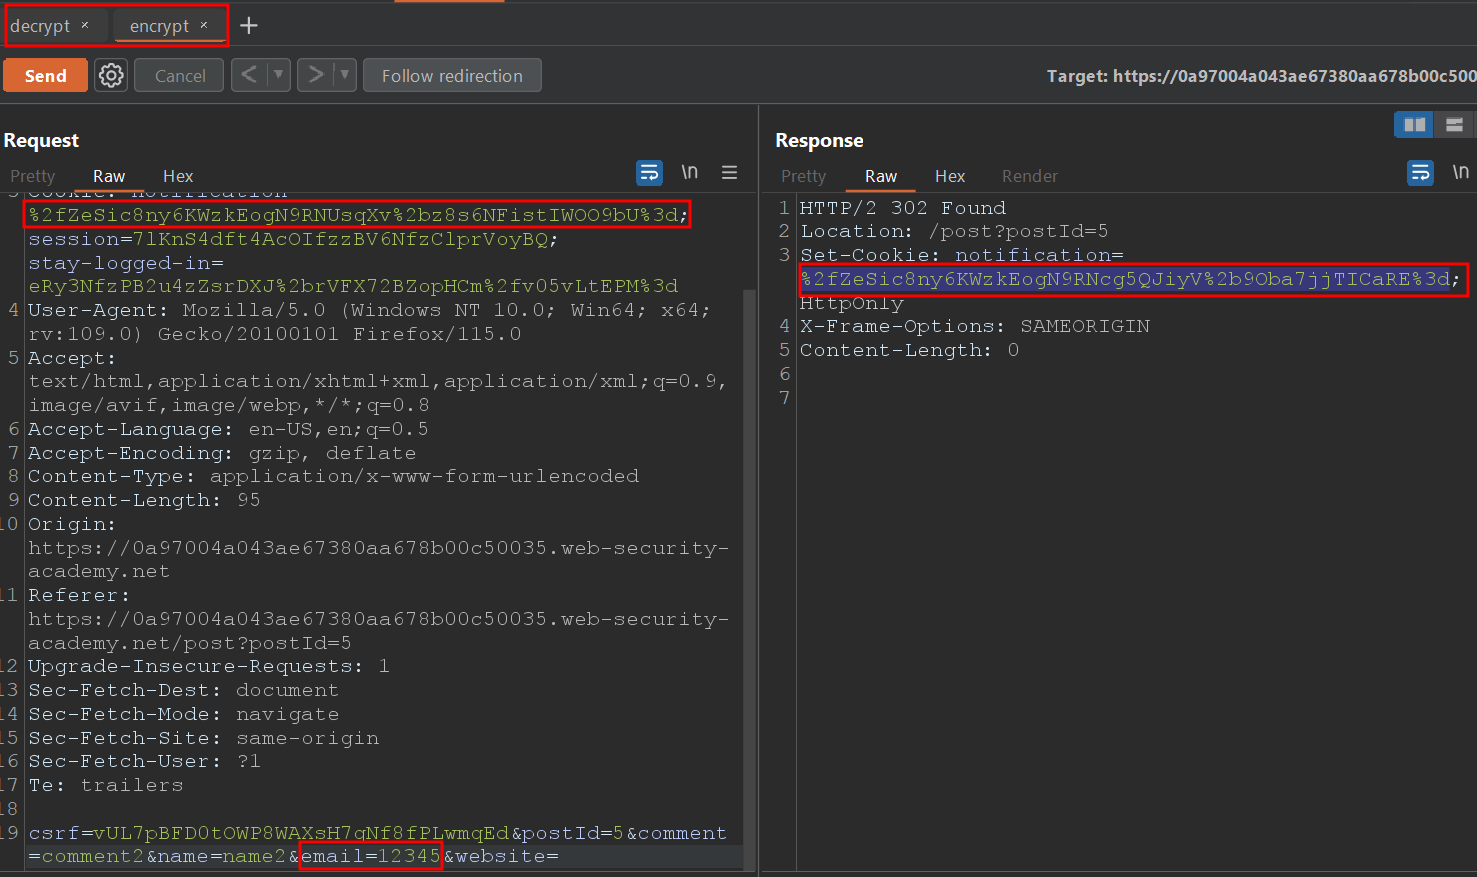 decrypt × encrypt × +
Send Cancel < > Follow redirection Target: https://0a97004a043ae67380aa678b00c500
Request
Pretty Raw Hex \n
%2fZeSic8ny6KWzkEogN9RNUsqXv%2bz8s6NFistIWOO9bU%3d;
session=7lKnS4dft4AcOIfzzBV6NfzClprVoyBQ;
stay-logged-in=
eRy3NfzPB2u4zZsrDXJ%2brVFX72BZopHCm%2fv05vLtEPM%3d
4 User-Agent: Mozilla/5.0 (Windows NT 10.0; Win64; x64;
rv:109.0) Gecko/20100101 Firefox/115.0
5 Accept:
text/html,application/xhtml+xml,application/xml;q=0.9,
image/avif,image/webp,*/*;q=0.8
6 Accept-Language: en-US,en;q=0.5
7 Accept-Encoding: gzip, deflate
8 Content-Type: application/x-www-form-urlencoded
9 Content-Length: 95
10 Origin:
https://0a97004a043ae67380aa678b00c50035.web-security-
academy.net
11 Referer:
https://0a97004a043ae67380aa678b00c50035.web-security-
academy.net/post?postId=5
12 Upgrade-Insecure-Requests: 1
13 Sec-Fetch-Dest: document
14 Sec-Fetch-Mode: navigate
15 Sec-Fetch-Site: same-origin
16 Sec-Fetch-User: ?1
17 Te: trailers
18
19 csrf=vUL7pBFD0tOWP8WAXsH7qNf8fPLwmqEd&postId=5&comment
=comment2&name=name2&email=12345&website=
Response
Pretty Raw Hex Render \n
1 HTTP/2 302 Found
2 Location: /post?postId=5
3 Set-Cookie: notification=
%2fZeSic8ny6KWzkEogN9RNcg5QJiyV%2b9Oba7jjTICaRE%3d;
HttpOnly
4 X-Frame-Options: SAMEORIGIN
5 Content-Length: 0
6
7